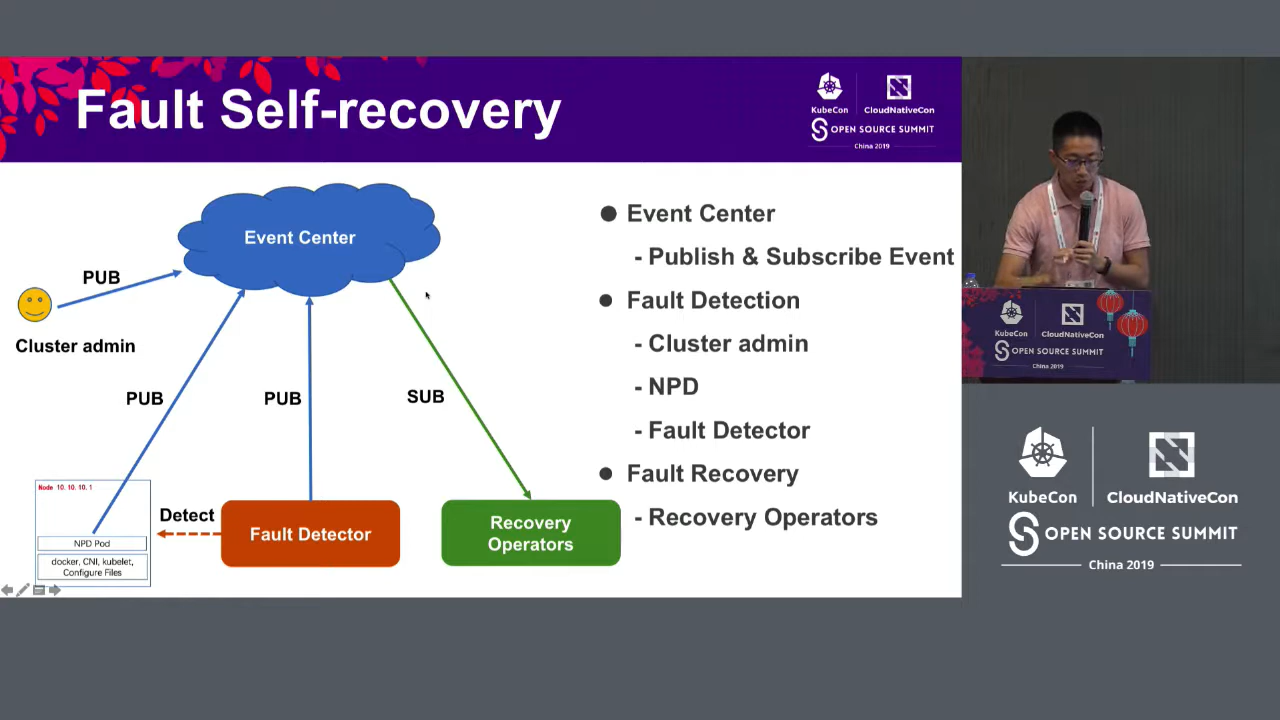 Fault Self-recovery
KubeCon
CloudNativeCon
OPEN SOURCE SUMMIT
China 2019
Event Center
PUB
Cluster admin
PUB
PUB
SUB
Node 10.10.10.1
NPD Pod
docker, CNI, kubelet,
Configure Files
Detect
Fault Detector
Recovery
Operators
● Event Center
- Publish & Subscribe Event
● Fault Detection
- Cluster admin
- NPD
- Fault Detector
● Fault Recovery
- Recovery Operators
KubeCon
CloudNativeCon
OPEN SOURCE SUMMIT
China 2019
KubeCon
CloudNativeCon
OPEN SOURCE SUMMIT
China 2019